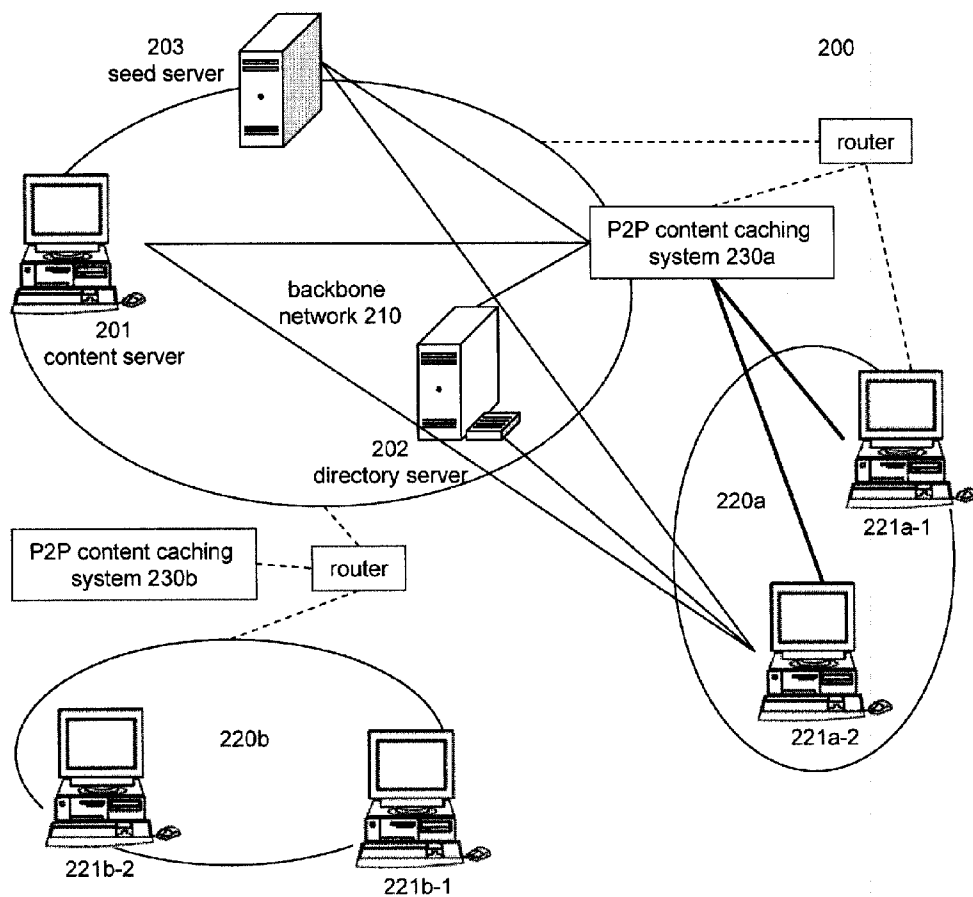 203
seed server
200
router
P2P content caching
system 230a
backbone
network 210
201
content server
202
directory server
220a
221a-1
P2P content caching
system 230b
router
221a-2
220b
221b-2
221b-1